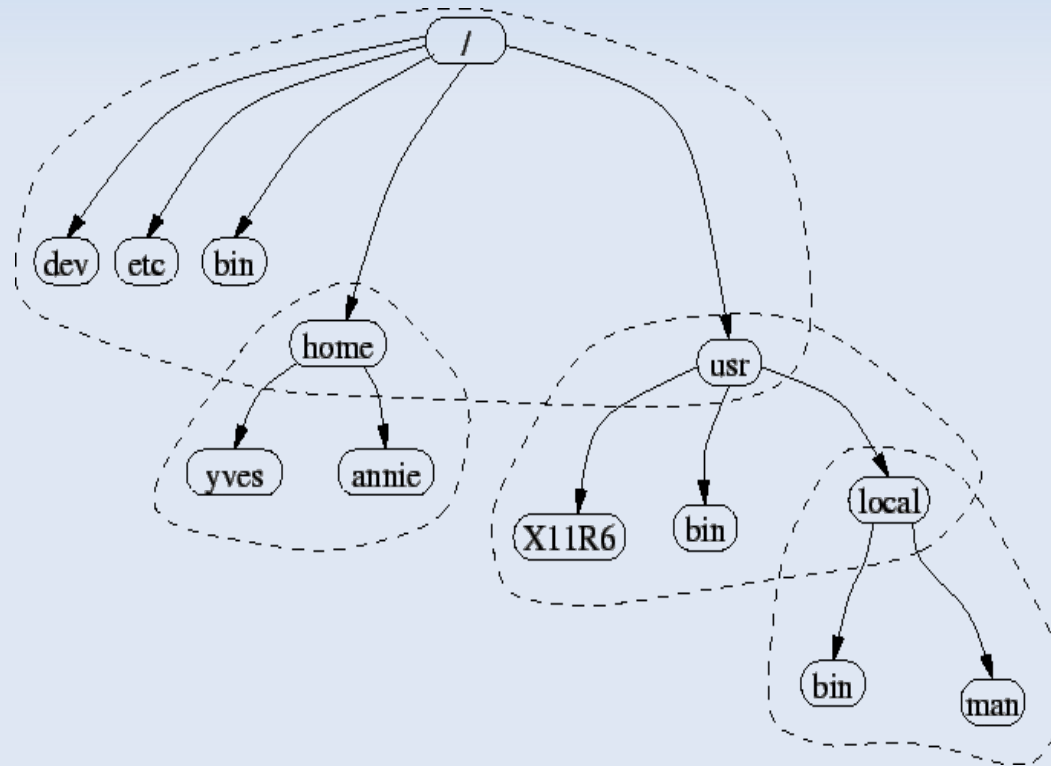 /
dev etc bin
home usr
yves annie
X11R6 bin local
bin man